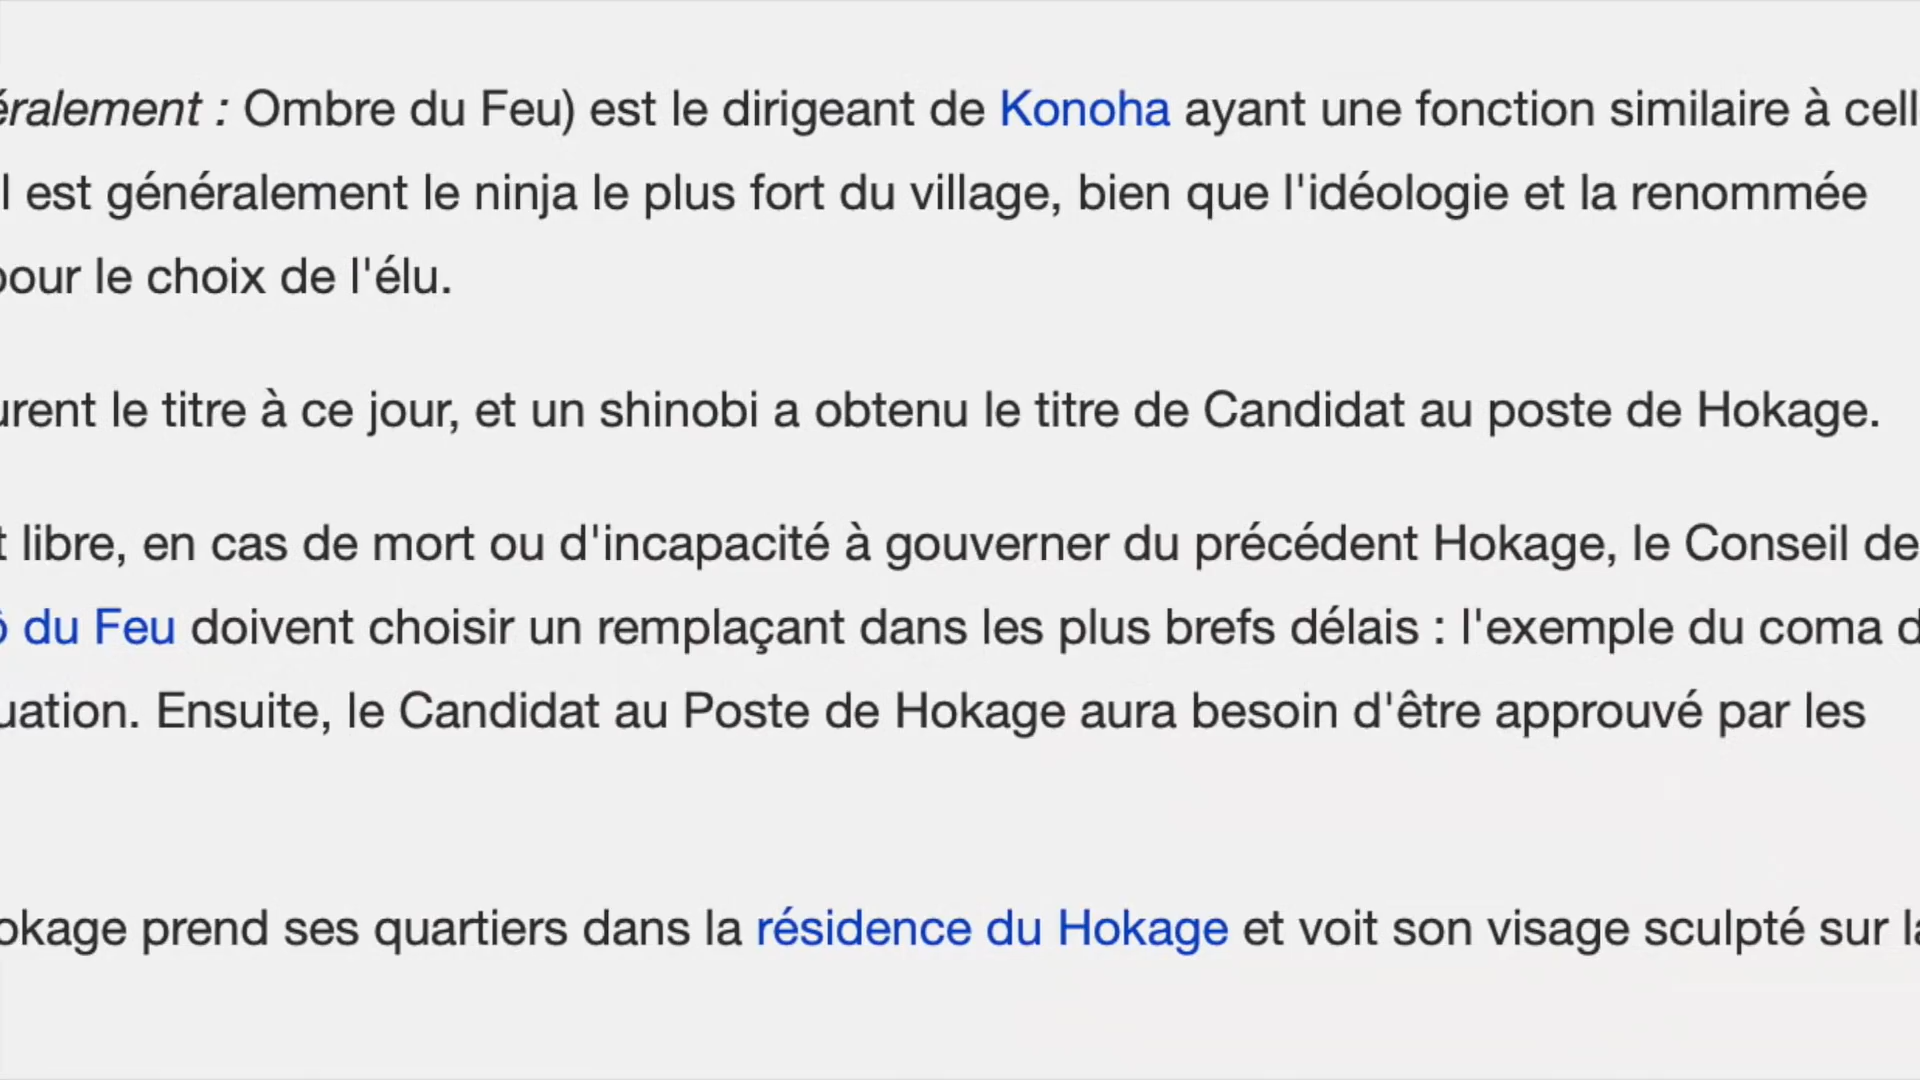 éralement : Ombre du Feu) est le dirigeant de Konoha ayant une fonction similaire à cell
l est généralement le ninja le plus fort du village, bien que l'idéologie et la renommée
pour le choix de l'élu.
urent le titre à ce jour, et un shinobi a obtenu le titre de Candidat au poste de Hokage.
t libre, en cas de mort ou d'incapacité à gouverner du précédent Hokage, le Conseil de
ô du Feu doivent choisir un remplaçant dans les plus brefs délais : l'exemple du coma d
uation. Ensuite, le Candidat au Poste de Hokage aura besoin d'être approuvé par les
okage prend ses quartiers dans la résidence du Hokage et voit son visage sculpté sur la